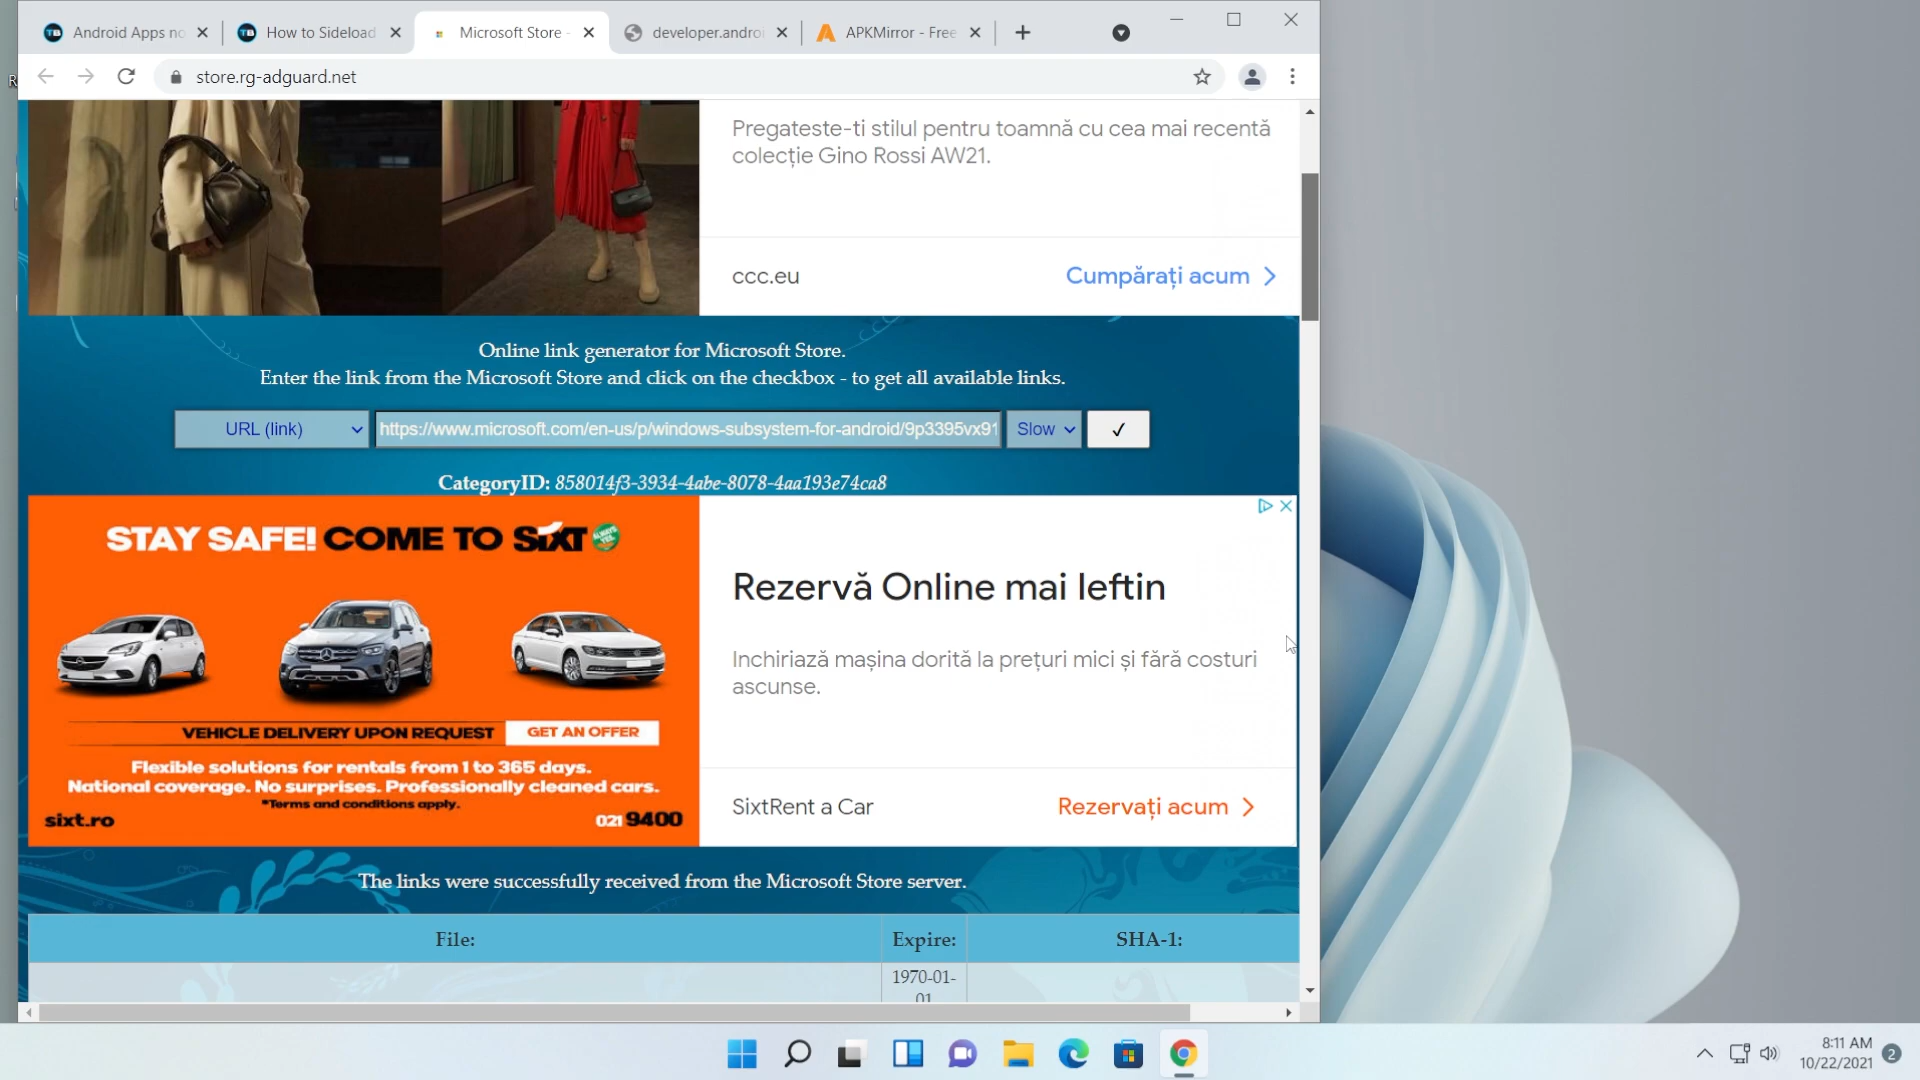 Android Apps no
How to Sideload
Microsoft Store -
developer.androi
APKMirror - Free
store.rg-adguard.net
Pregateste-ti stilul pentru toamnă cu cea mai recentă
colecție Gino Rossi AW21.
ccc.eu
Cumpărați acum
Online link generator for Microsoft Store.
Enter the link from the Microsoft Store and click on the checkbox - to get all available links.
URL (link)
https://www.microsoft.com/en-us/p/windows-subsystem-for-android/9p3395vx91
Slow
✓
CategoryID: 858014f3-3934-4abe-8078-4aa193e74ca8
STAY SAFE! COME TO SIXT
VEHICLE DELIVERY UPON REQUEST
GET AN OFFER
Flexible solutions for rentals from 1 to 365 days.
National coverage. No surprises. Professionally cleaned cars.
*Terms and conditions apply.
sixt.ro
021 9400
Rezervă Online mai leftin
Inchiriază mașina dorită la prețuri mici și fără costuri
ascunse.
SixtRent a Car
Rezervați acum
The links were successfully received from the Microsoft Store server.
File:
Expire:
SHA-1:
1970-01-
01
8:11 AM
10/22/2021
2